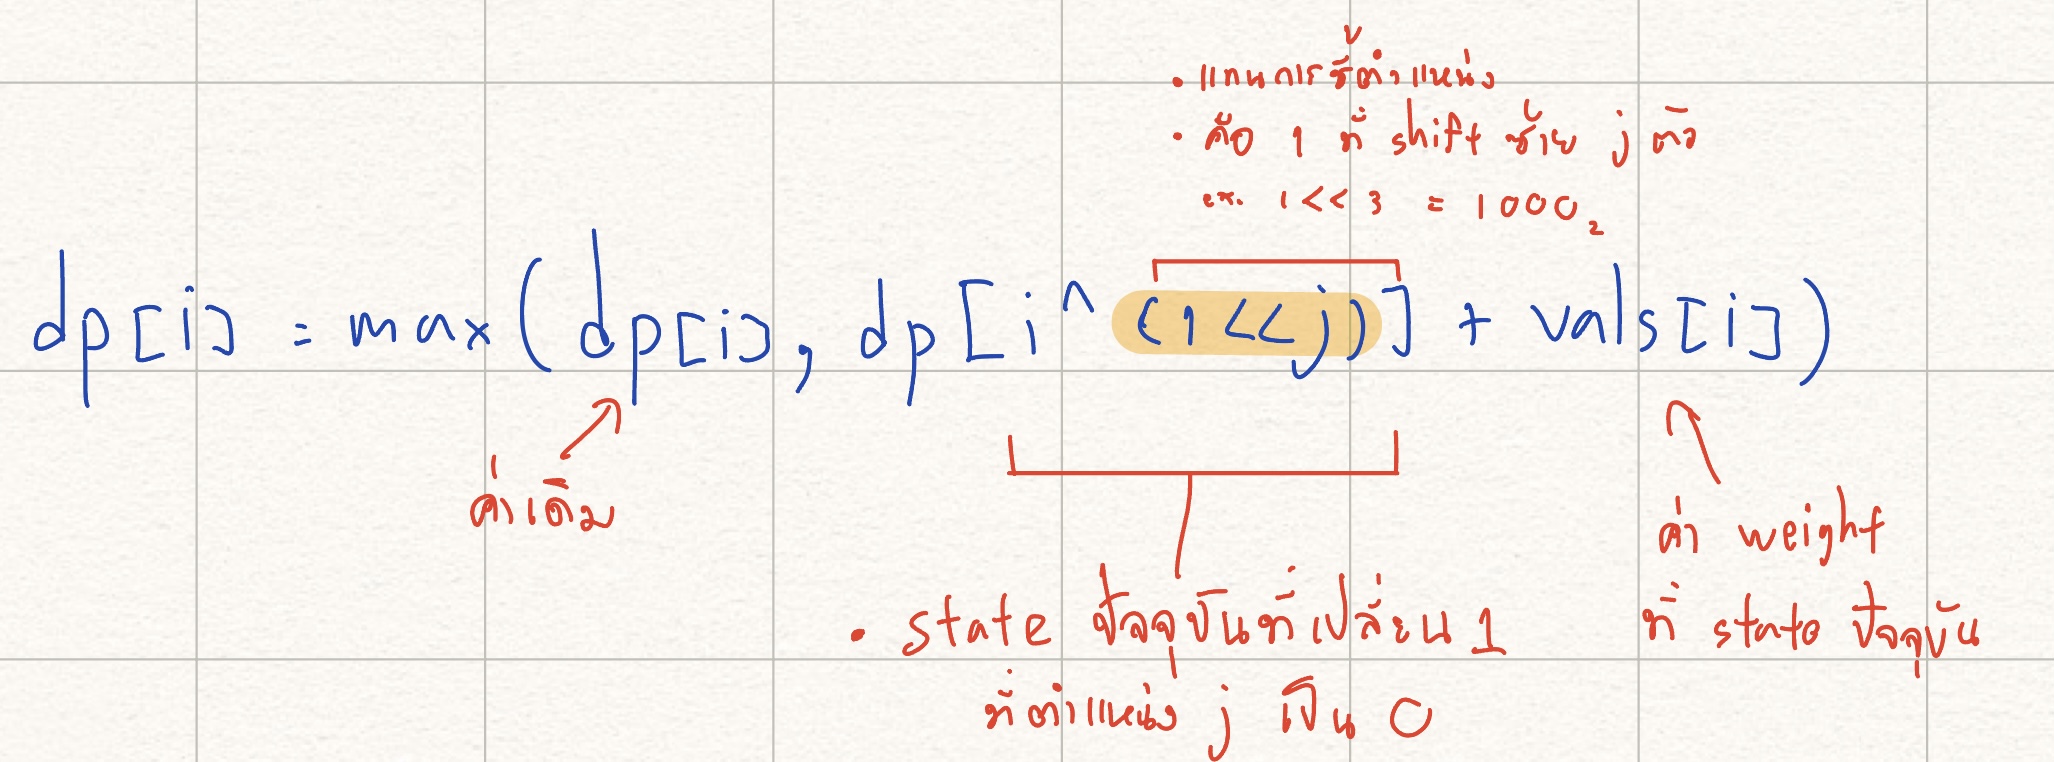 • แทนการชี้ตำแหน่ง
• คือ 1 ที่ shift ซ้าย j ตัว
ex. 1<<3 = 1000₂
dp[i] = max(dp[i], dp[i^(1<<j)] + vals[i])
ค่าเดิม
ค่า weight
ที่ state ปัจจุบัน
• state ปัจจุบันที่เปลี่ยน 1
ที่ตำแหน่ง j เป็น 0